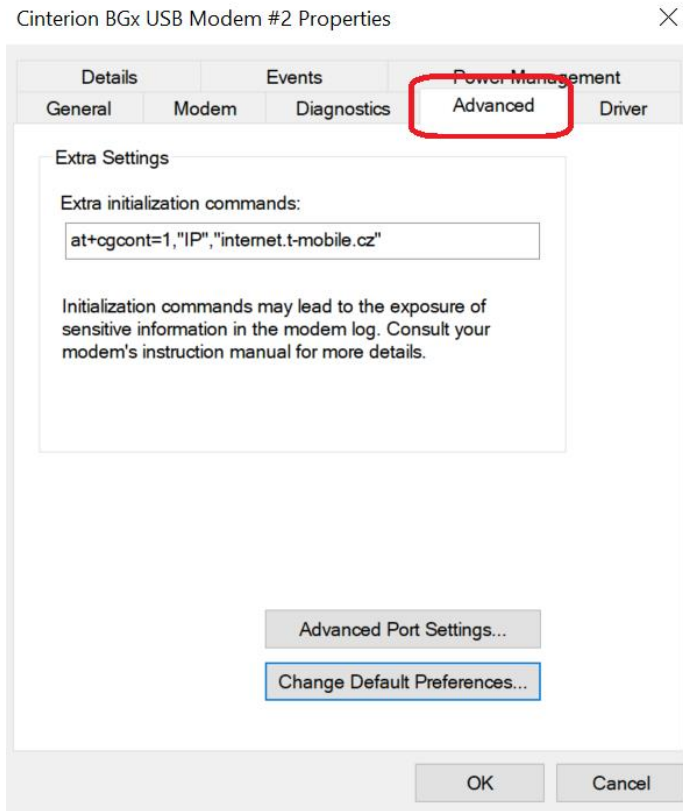 Cinterion BGx USB Modem #2 Properties
Details Events Power Management
General Modem Diagnostics Advanced Driver
Extra Settings
Extra initialization commands:
at+cgcont=1,"IP","internet.t-mobile.cz"
Initialization commands may lead to the exposure of
sensitive information in the modem log. Consult your
modem's instruction manual for more details.
Advanced Port Settings...
Change Default Preferences...
OK Cancel